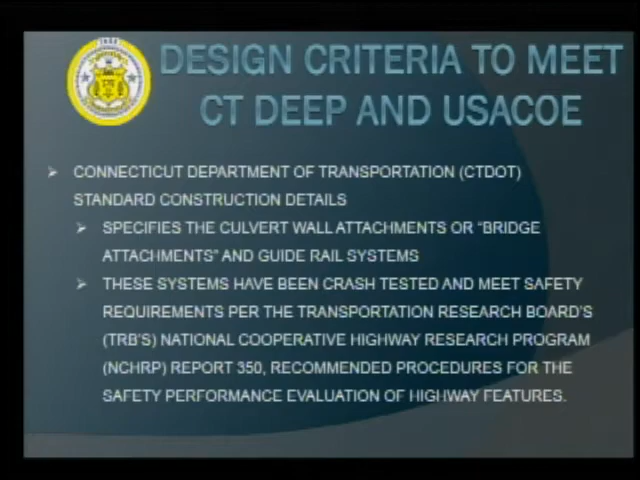 DESIGN CRITERIA TO MEET
CT DEEP AND USACOE
CONNECTICUT DEPARTMENT OF TRANSPORTATION (CTDOT)
STANDARD CONSTRUCTION DETAILS
SPECIFIES THE CULVERT WALL ATTACHMENTS OR “BRIDGE
ATTACHMENTS” AND GUIDE RAIL SYSTEMS
THESE SYSTEMS HAVE BEEN CRASH TESTED AND MEET SAFETY
REQUIREMENTS PER THE TRANSPORTATION RESEARCH BOARD’S
(TRB’S) NATIONAL COOPERATIVE HIGHWAY RESEARCH PROGRAM
(NCHRP) REPORT 350, RECOMMENDED PROCEDURES FOR THE
SAFETY PERFORMANCE EVALUATION OF HIGHWAY FEATURES.